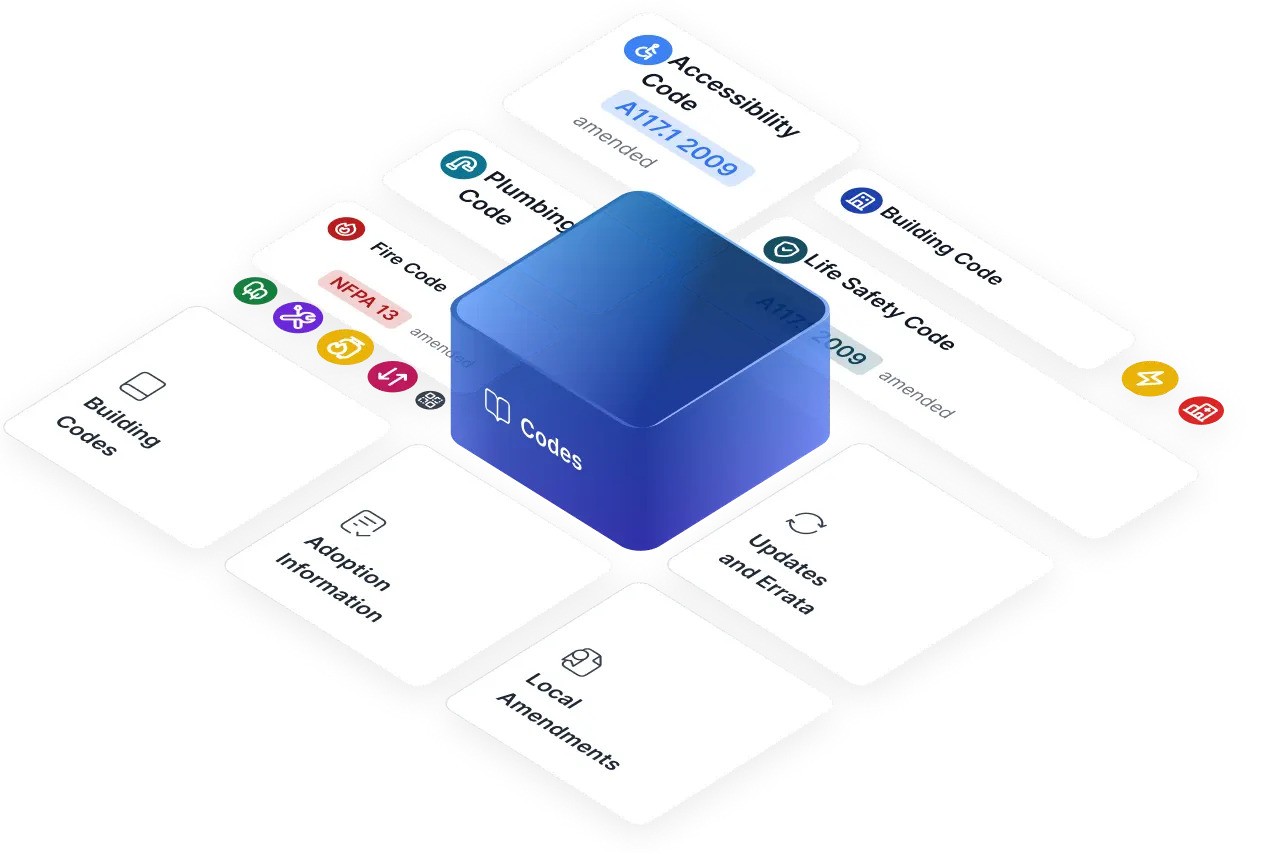 Accessibility
Code
A117.1 2009
amended
Plumbing
Code
Building Code
Fire Code
NFPA 13
amended
Life Safety Code
A117.1 2009
amended
Codes
Building
Codes
Adoption
Information
Updates
and Errata
Local
Amendments